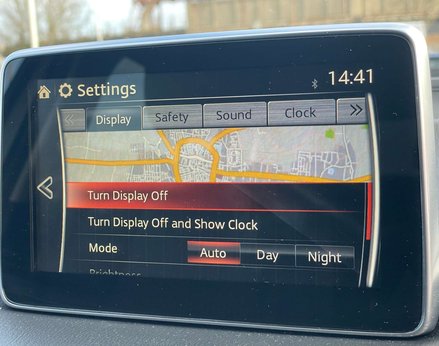 Settings 14:41
Display Safety Sound Clock
Turn Display Off
Turn Display Off and Show Clock
Mode Auto Day Night
Brightness